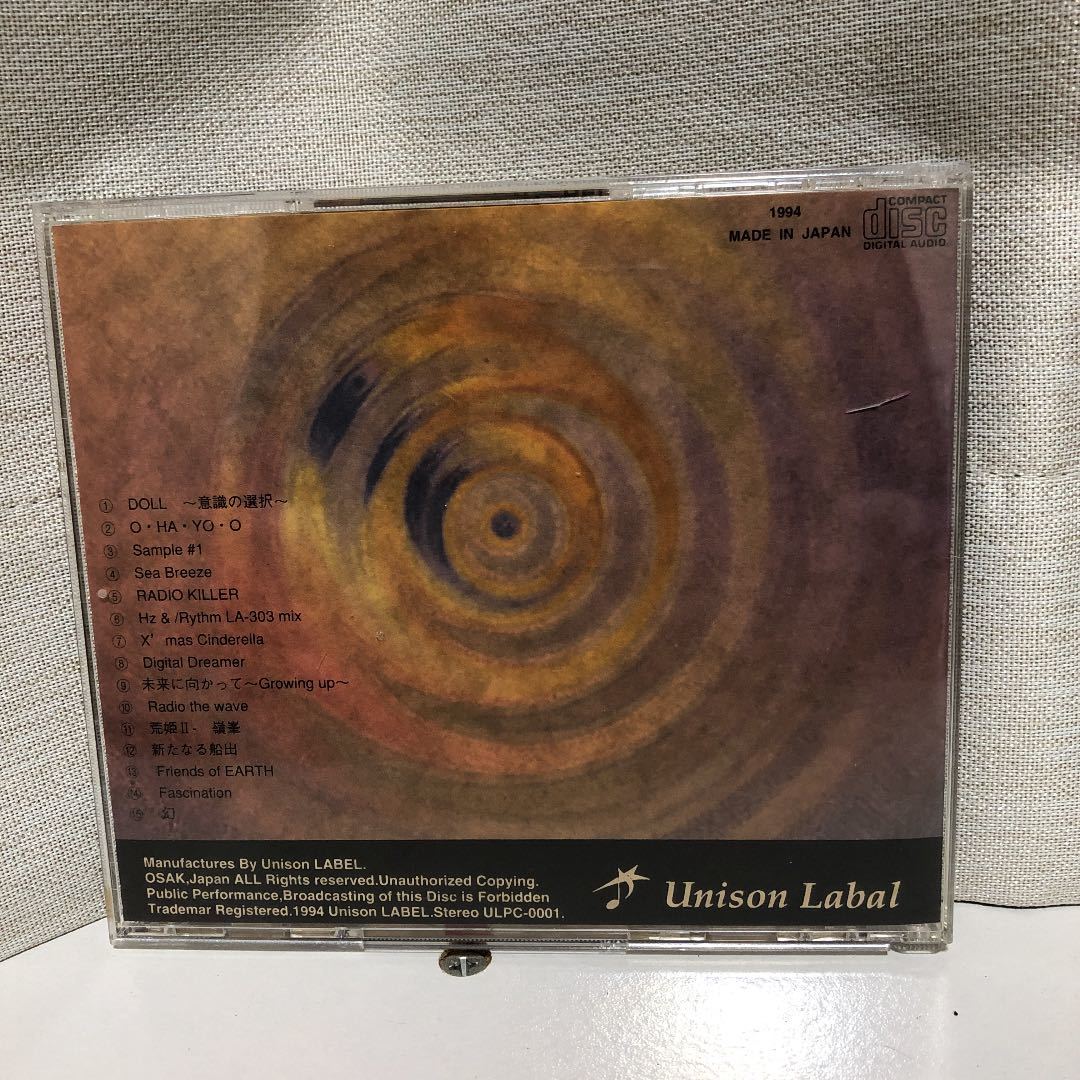 1994
MADE IN JAPAN
COMPACT
disc
DIGITAL AUDIO
① DOLL ～意識の選択～
② O・HA・YO・O
③ Sample #1
④ Sea Breeze
⑤ RADIO KILLER
⑥ Hz & /Rythm LA-303 mix
⑦ X' mas Cinderella
⑧ Digital Dreamer
⑨ 未来に向かって～Growing up～
⑩ Radio the wave
⑪ 荒姫Ⅱ- 嶺峯
⑫ 新たなる船出
⑬ Friends of EARTH
⑭ Fascination
⑮ 幻
Manufactures By Unison LABEL.
OSAK,Japan ALL Rights reserved.Unauthorized Copying.
Public Performance,Broadcasting of this Disc is Forbidden
Trademar Registered.1994 Unison LABEL.Stereo ULPC-0001.
Unison Labal